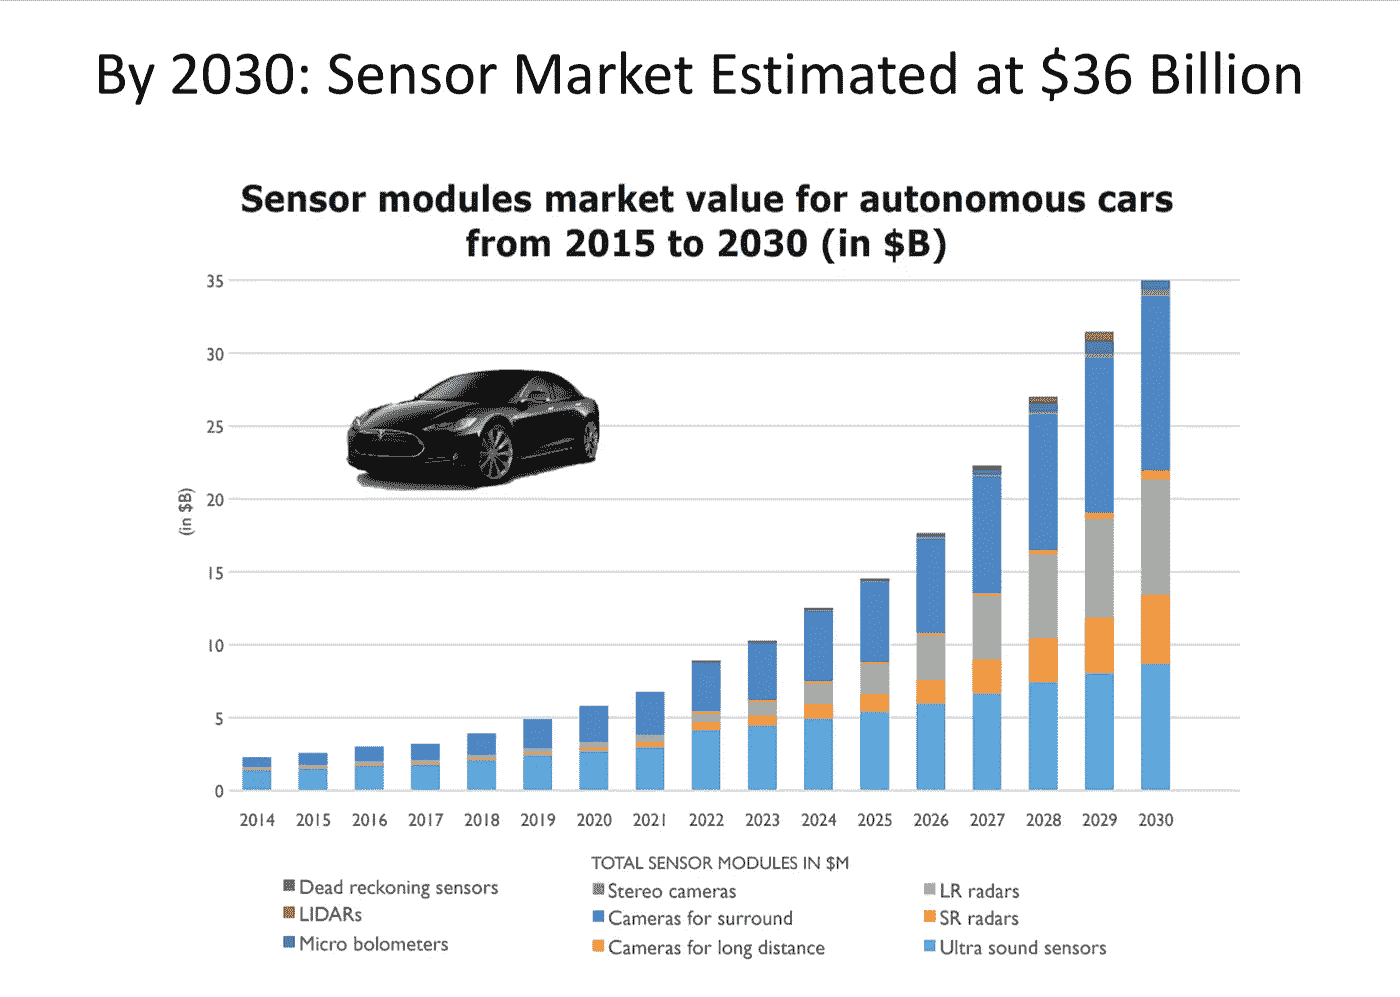 By 2030: Sensor Market Estimated at $36 Billion
Sensor modules market value for autonomous cars
from 2015 to 2030 (in $B)
35
30
25
20
15
10
5
0
(in $B)
2014 2015 2016 2017 2018 2019 2020 2021 2022 2023 2024 2025 2026 2027 2028 2029 2030
TOTAL SENSOR MODULES IN $M
Dead reckoning sensors
LIDARs
Micro bolometers
Stereo cameras
Cameras for surround
Cameras for long distance
LR radars
SR radars
Ultra sound sensors